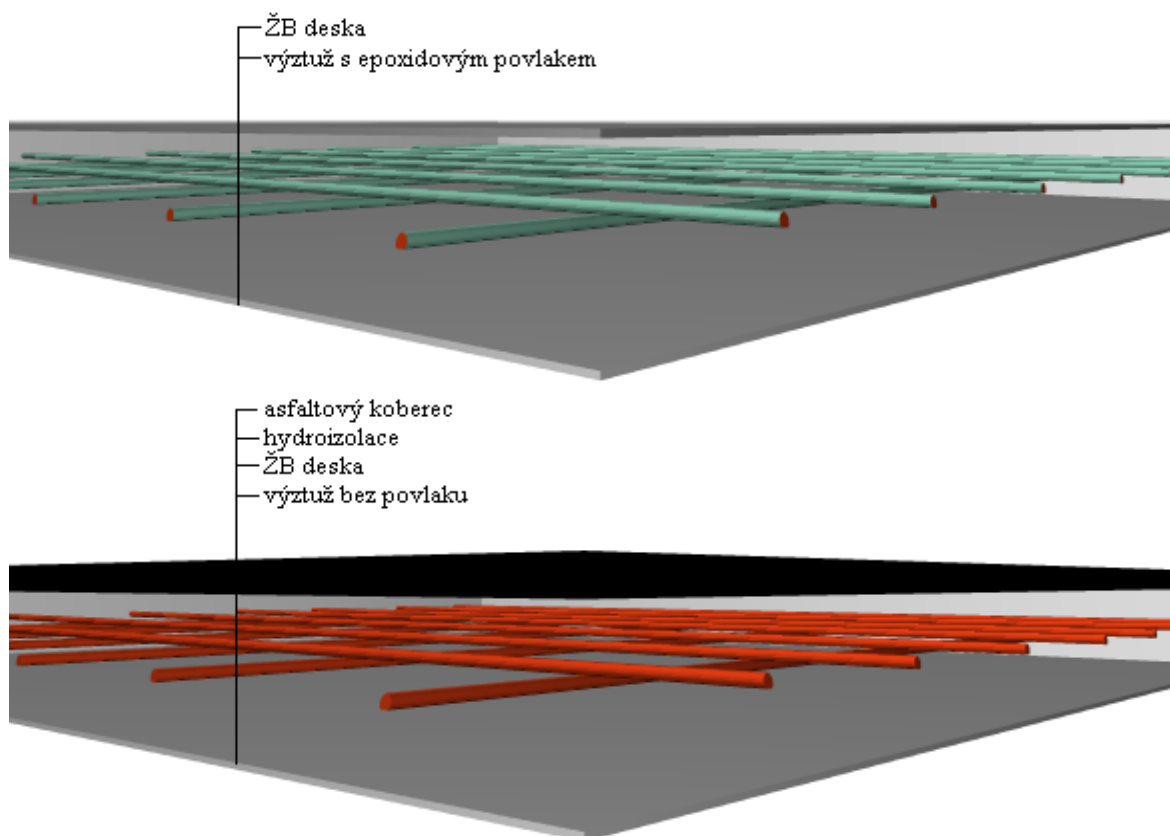 ŽB deska
výztuž s epoxidovým povlakem
asfaltový koberec
hydroizolace
ŽB deska
výztuž bez povlaku